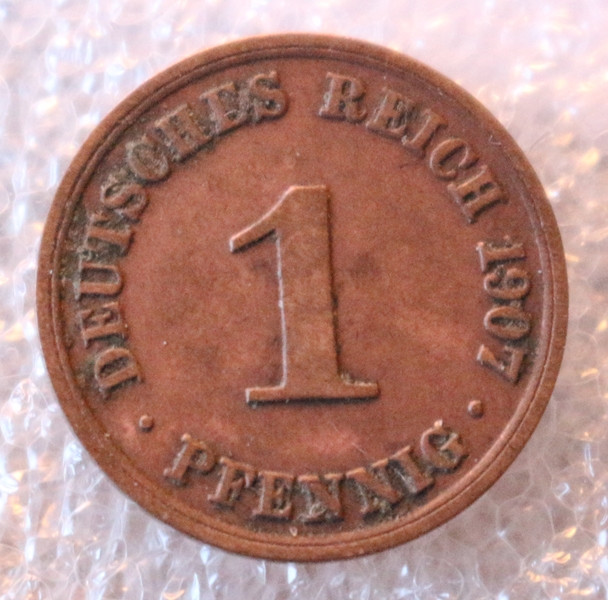 DEUTSCHES REICH 1907
1
PFENNIG